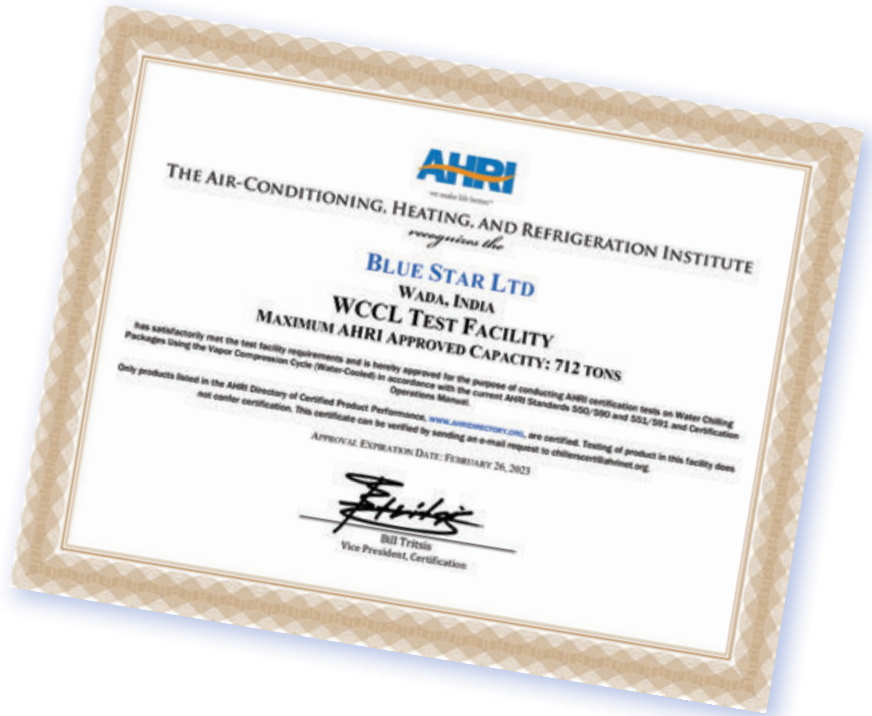 AHRI
we make life better™
THE AIR-CONDITIONING, HEATING, AND REFRIGERATION INSTITUTE
recognizes the
BLUE STAR LTD
WADA, INDIA
WCCL TEST FACILITY
MAXIMUM AHRI APPROVED CAPACITY: 712 TONS
has satisfactorily met the test facility requirements and is hereby approved for the purpose of conducting AHRI certification tests on Water Chilling
Packages Using the Vapor Compression Cycle (Water-Cooled) in accordance with the current AHRI Standards 550/590 and 551/591 and Certification
Operations Manual.
Only products listed in the AHRI Directory of Certified Product Performance, WWW.AHRIDIRECTORY.ORG, are certified. Testing of product in this facility does
not confer certification. This certificate can be verified by sending an e-mail request to chillerscert@ahrinet.org.
APPROVAL EXPIRATION DATE: FEBRUARY 26, 2023
Bill Tritsis
Vice President, Certification